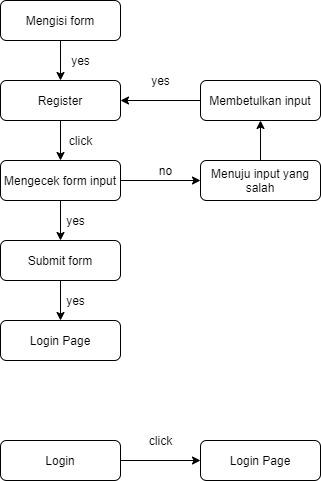 Mengisi form
yes
yes
Register
Membetulkan input
click
Mengecek form input
no
Menuju input yang
salah
yes
Submit form
yes
Login Page
click
Login
Login Page